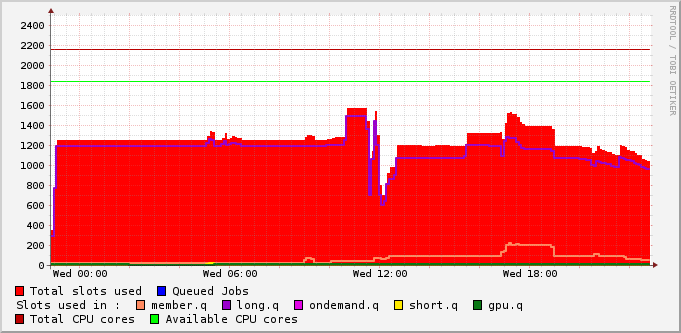 RRDTOOL / TOBI OETIKER
2400
2200
2000
1800
1600
1400
1200
1000
800
600
400
200
0
Wed 00:00 Wed 06:00 Wed 12:00 Wed 18:00
Total slots used Queued Jobs
Slots used in : member.q long.q ondemand.q short.q gpu.q
Total CPU cores Available CPU cores